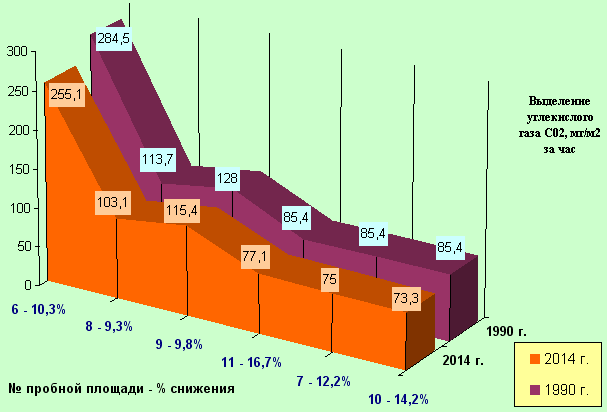 300
250
200
150
100
50
0
284,5
255,1
113,7
128
103,1
115,4
85,4
85,4
85,4
77,1
75
73,3
Выделение
углекислого
газа С02, мг/м2
за час
6 - 10,3%
8 - 9,3%
9 - 9,8%
11 - 16,7%
7 - 12,2%
10 - 14,2%
1990 г.
2014 г.
№ пробной площади - % снижения
2014 г.
1990 г.